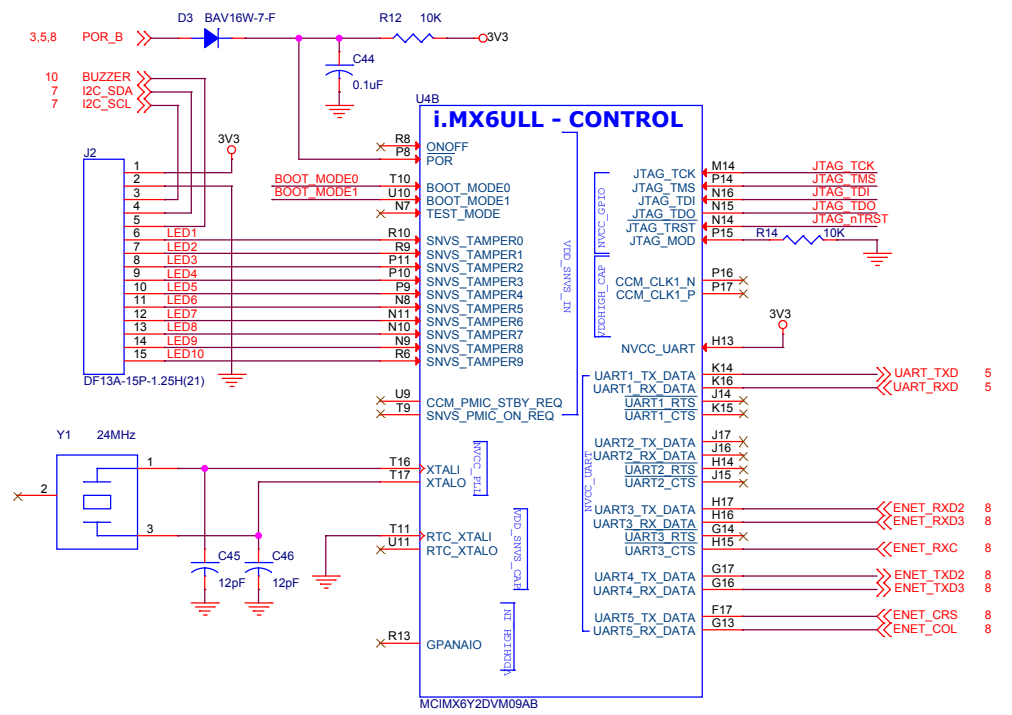 D3 BAV16W-7-F
R12 10K
3,5,8 POR_B
3V3
C44
0.1uF
10 BUZZER
7 I2C_SDA
7 I2C_SCL
U4B
i.MX6ULL - CONTROL
J2
3V3
1
2
3
4
5
6 LED1
7 LED2
8 LED3
9 LED4
10 LED5
11 LED6
12 LED7
13 LED8
14 LED9
15 LED10
DF13A-15P-1.25H(21)
R8 ONOFF
P8 POR
BOOT_MODE0 T10 BOOT_MODE0
BOOT_MODE1 U10 BOOT_MODE1
N7 TEST_MODE
R10 SNVS_TAMPER0
R9 SNVS_TAMPER1
P11 SNVS_TAMPER2
P10 SNVS_TAMPER3
P9 SNVS_TAMPER4
N8 SNVS_TAMPER5
N11 SNVS_TAMPER6
N10 SNVS_TAMPER7
N9 SNVS_TAMPER8
R6 SNVS_TAMPER9
VDD_SNVS_IN
U9 CCM_PMIC_STBY_REQ
T9 SNVS_PMIC_ON_REQ
Y1 24MHz
1
2
3
T16 XTALI
T17 XTALO
NVCC_PLL
T11 RTC_XTALI
U11 RTC_XTALO
VDD_SNVS_CAP
C45
12pF
C46
12pF
R13 GPANAIO
VDDHIGH IN
MCIMX6Y2DVM09AB
NVCC_GPIO
JTAG_TCK M14 JTAG_TCK
JTAG_TMS P14 JTAG_TMS
JTAG_TDI N16 JTAG_TDI
JTAG_TDO N15 JTAG_TDO
JTAG_TRST N14 JTAG_nTRST
JTAG_MOD P15 R14 10K
VDDHIGH_CAP
CCM_CLK1_N P16
CCM_CLK1_P P17
3V3
NVCC_UART H13
NVCC_UART
UART1_TX_DATA K14 UART_TXD 5
UART1_RX_DATA K16 UART_RXD 5
UART1_RTS J14
UART1_CTS K15
UART2_TX_DATA J17
UART2_RX_DATA J16
UART2_RTS H14
UART2_CTS J15
UART3_TX_DATA H17 ENET_RXD2 8
UART3_RX_DATA H16 ENET_RXD3 8
UART3_RTS G14
UART3_CTS H15 ENET_RXC 8
UART4_TX_DATA G17 ENET_TXD2 8
UART4_RX_DATA G16 ENET_TXD3 8
UART5_TX_DATA F17 ENET_CRS 8
UART5_RX_DATA G13 ENET_COL 8